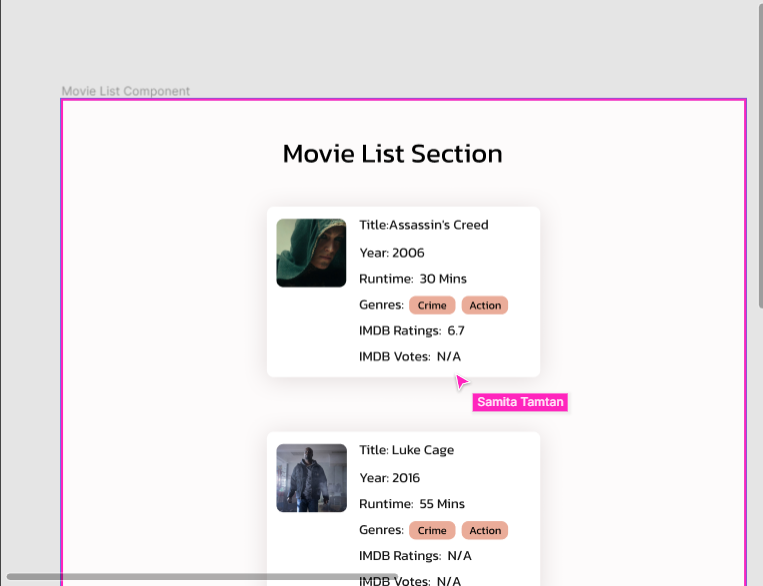 Movie List Component
Movie List Section
Title:Assassin's Creed
Year: 2006
Runtime: 30 Mins
Genres: Crime Action
IMDB Ratings: 6.7
IMDB Votes: N/A
Samita Tamtan
Title: Luke Cage
Year: 2016
Runtime: 55 Mins
Genres: Crime Action
IMDB Ratings: N/A
IMDB Votes: N/A